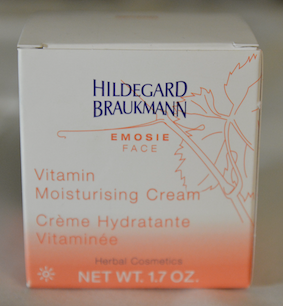 HILDEGARD
BRAUKMANN
EMOSIE
FACE
Vitamin
Moisturising Cream
Crème Hydratante
Vitaminée
Herbal Cosmetics
NET WT. 1.7 OZ.